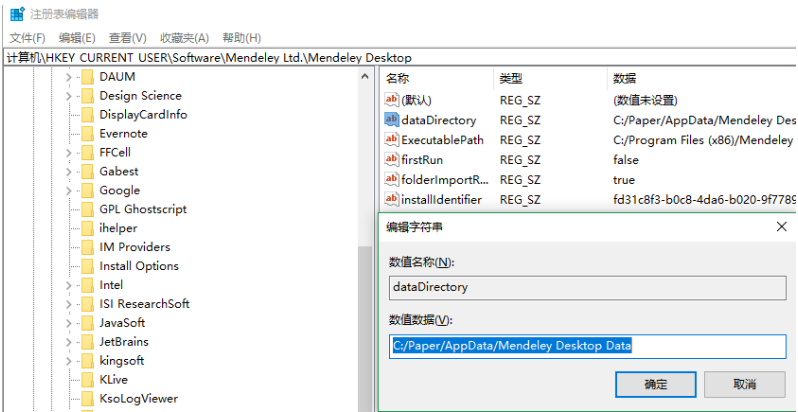 注册表编辑器
文件(F) 编辑(E) 查看(V) 收藏夹(A) 帮助(H)
计算机\HKEY CURRENT USER\Software\Mendeley Ltd.\Mendeley Desktop
DAUM
Design Science
DisplayCardInfo
Evernote
FFCell
Gabest
Google
GPL Ghostscript
ihelper
IM Providers
Install Options
Intel
ISI ResearchSoft
JavaSoft
JetBrains
kingsoft
KLive
KsoLogViewer
名称 类型 数据
(默认) REG_SZ (数值未设置)
dataDirectory REG_SZ C:/Paper/AppData/Mendeley Des
ExecutablePath REG_SZ C:/Program Files (x86)/Mendeley
firstRun REG_SZ false
folderImportR... REG_SZ true
installIdentifier REG_SZ fd31c8f3-b0c8-4da6-b020-9f7789
编辑字符串
数值名称(N):
dataDirectory
数值数据(V):
C:/Paper/AppData/Mendeley Desktop Data
确定 取消